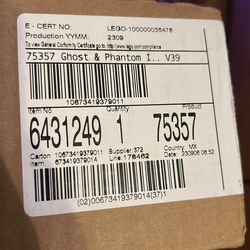 E - CERT NO: LEGO-100000035478
Production YYMM: 2309
To view General Conformity Certificate go to: www.lego.com/compliance
75357 Ghost & Phantom I.. V39
10673419379011
Item No Quantity Product
6431249 1 75357
Carton 10673419379011 Supplier:372 Country: MX
Item 673419379014 Line:178462 230906 06:52
(02)00673419379014(37)1